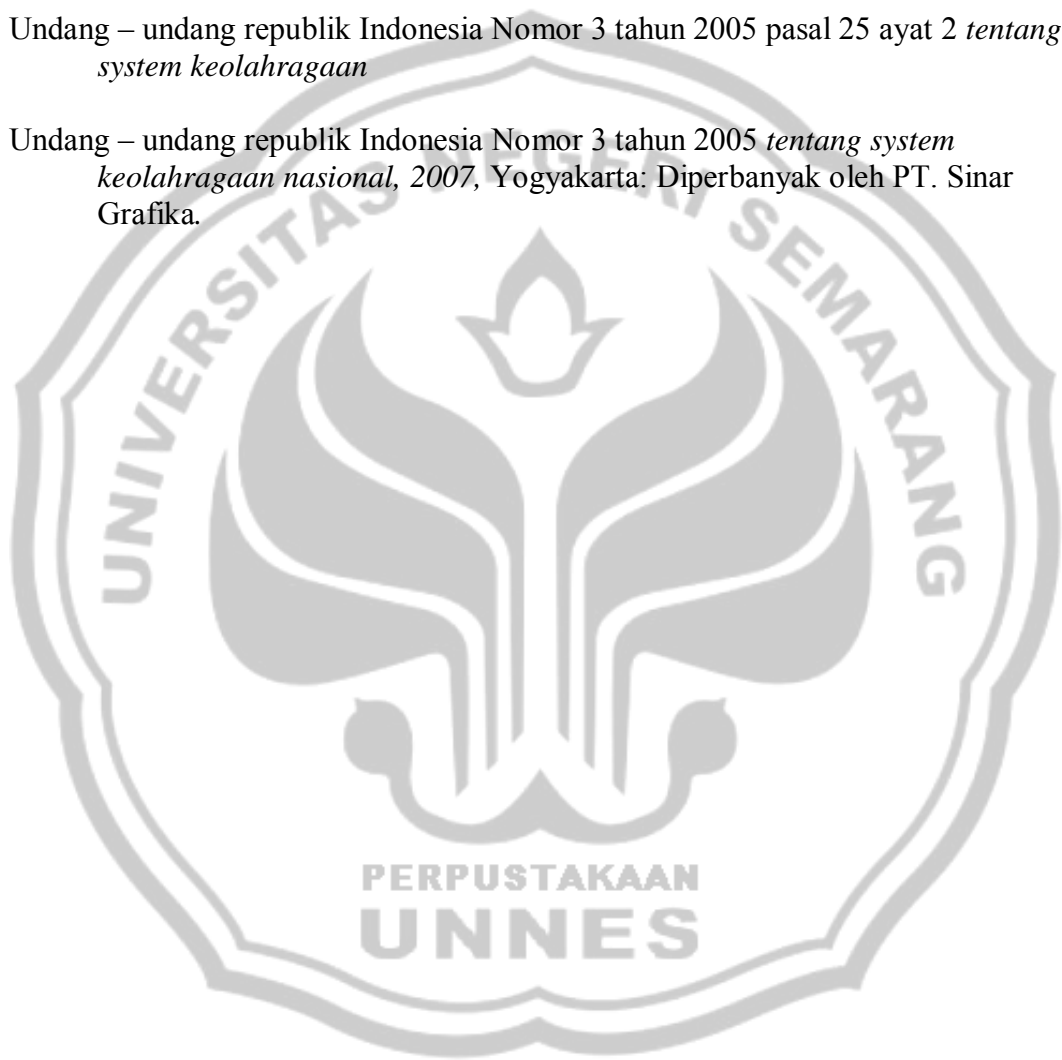 Undang – undang republik Indonesia Nomor 3 tahun 2005 pasal 25 ayat 2 tentang
system keolahragaan
Undang – undang republik Indonesia Nomor 3 tahun 2005 tentang system
keolahragaan nasional, 2007, Yogyakarta: Diperbanyak oleh PT. Sinar
Grafika.
UNIVERSITAS NEGERI SEMARANG
PERPUSTAKAAN
UNNES